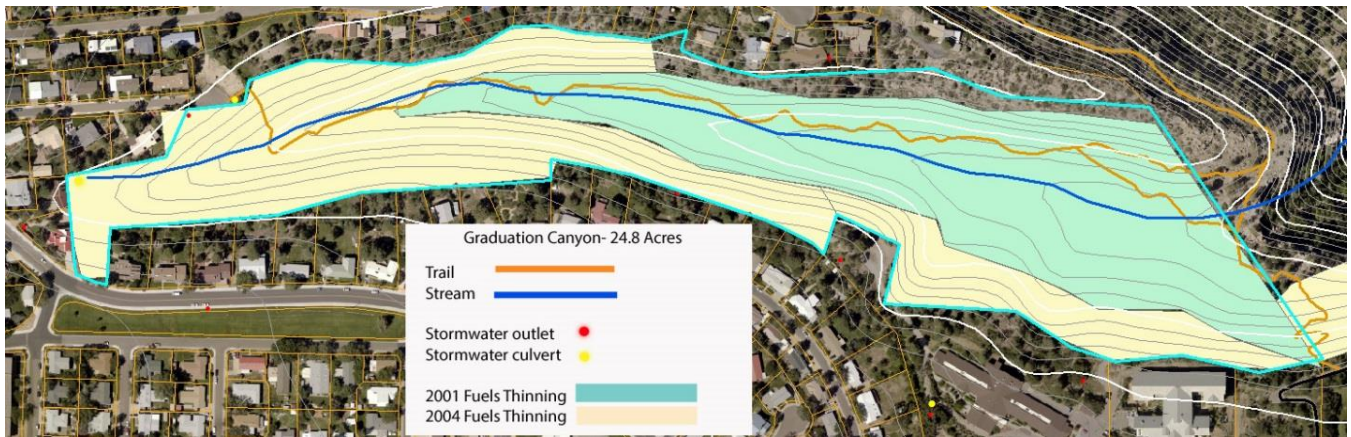 Graduation Canyon- 24.8 Acres
Trail
Stream
Stormwater outlet
Stormwater culvert
2001 Fuels Thinning
2004 Fuels Thinning